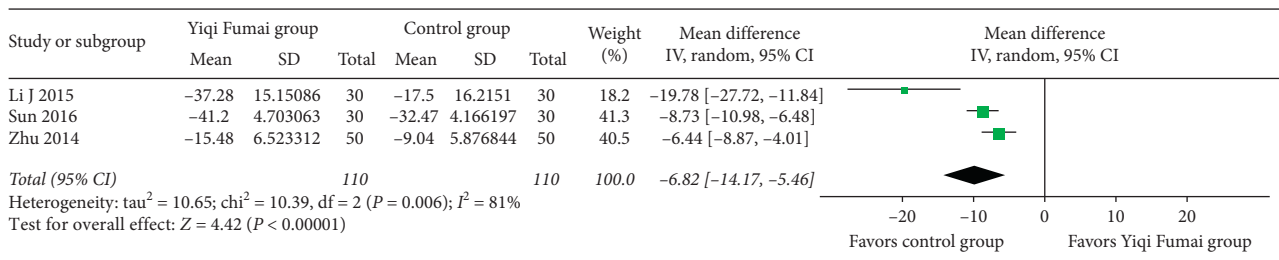 Study or subgroup Yiqi Fumai group Control group Weight (%) Mean difference IV, random, 95% CI Mean difference IV, random, 95% CI
Mean SD Total Mean SD Total
Li J 2015 –37.28 15.15086 30 –17.5 16.2151 30 18.2 –19.78 [–27.72, –11.84]
Sun 2016 –41.2 4.703063 30 –32.47 4.166197 30 41.3 –8.73 [–10.98, –6.48]
Zhu 2014 –15.48 6.523312 50 –9.04 5.876844 50 40.5 –6.44 [–8.87, –4.01]
Total (95% CI) 110 110 100.0 –6.82 [–14.17, –5.46]
Heterogeneity: tau² = 10.65; chi² = 10.39, df = 2 (P = 0.006); I² = 81%
Test for overall effect: Z = 4.42 (P < 0.00001)
–20 –10 0 10 20
Favors control group Favors Yiqi Fumai group